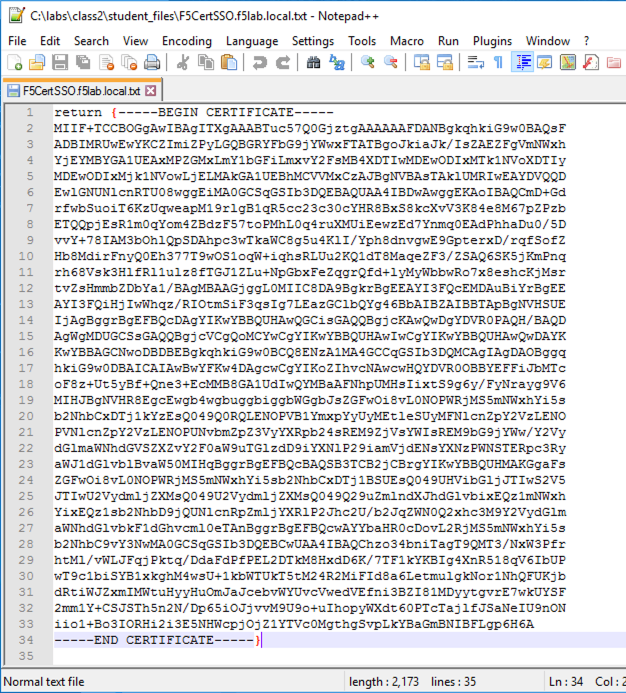 C:\labs\class2\student_files\F5CertSSO.f5lab.local.txt - Notepad++
File Edit Search View Encoding Language Settings Tools Macro Run Plugins Window ?
F5CertSSO.f5lab.local.txt
1 return {-----BEGIN CERTIFICATE-----
2 MIIF+TCCBOGgAwIBAgITXgAAABTuc57Q0GjztgAAAAAAFDANBgkqhkiG9w0BAQsF
3 ADBIMRUwEwYKCZImiZPyLGQBGRYFbG9jYWwxFTATBgoJkiaJk/IsZAEZFgVmNWxh
4 YjEYMBYGA1UEAxMPZGMxLmY1bGFiLmxvY2FsMB4XDTIwMDEwODIxMTk1NVoXDTIy
5 MDEwODIxMjk1NVowLjELMAkGA1UEBhMCVVMxCzAJBgNVBAsTAklUMRIwEAYDVQQD
6 EwlGNUN1cnRTU08wggEiMA0GCSqGSIb3DQEBAQUAA4IBDwAwggEKAoIBAQCmD+Gd
7 rfwbSuoiT6KzUqweapM19rlgB1qR5cc23c30cYHR8BxS8kcXvV3K84e8M67pZPzb
8 ETQQpjEsR1m0qYom4ZBdzF57toPMhL0q4ruXMUiEewzEd7Ynmq0EAdPhhaDu0/5D
9 vvY+78IAM3bOhlQpSDAhpc3wTkaWC8g5u4KlI/Yph8dnvgwE9GpterxD/rqfSofZ
10 Hb8MdirFnyQ0Eh377T9wOS1oqW+iqhsRLUu2KQ1dT8MaqeZF3/ZSAQ6SK5jKmPnq
11 rh68Vsk3HlfRl1ulz8fTGJ1ZLu+NpGbxFeZqgrQfd+lyMyWbbwRo7x8eshcKjMsr
12 tvZsHmmbZDbYa1/BAgMBAAGjggL0MIIC8DA9BgkrBgEEAYI3FQcEMDAuBiYrBgEE
13 AYI3FQiHjIwWhqz/RIOtmSiF3qsIg7LEazGClbQYg46BbAIBZAIBBTApBgNVHSUE
14 IjAgBggrBgEFBQcDAgYIKwYBBQUHAwQGCisGAQQBgjcKAwQwDgYDVR0PAQH/BAQD
15 AgWgMDUGCSsGAQQBgjcVCgQoMCYwCgYIKwYBBQUHAwIwCgYIKwYBBQUHAwQwDAYK
16 KwYBBAGCNwoDBDBEBgkqhkiG9w0BCQ8ENzA1MA4GCCqGSIb3DQMCAgIAgDAOBggq
17 hkiG9w0DBAICAIAwBwYFKw4DAgcwCgYIKoZIhvcNAwcwHQYDVR0OBBYEFFiJbMTc
18 oF8z+Ut5yBf+Qne3+EcMMB8GA1UdIwQYMBaAFNhpUMHsIixtS9g6y/FyNrayg9V6
19 MIHJBgNVHR8EgcEwgb4wgbuggbiggbWGgbJsZGFwOi8vL0NOPWRjMS5mNWxhYi5s
20 b2NhbCxDTj1kYzEsQ049Q0RQLENOPVB1YmxpYyUyMEtleSUyMFNlcnZpY2VzLENO
21 PVNlcnZpY2VzLENOPUNvbmZpZ3VyYXRpb24sREM9ZjVsYWIsREM9bG9jYWw/Y2Vy
22 dGlmaWNhdGVSZXZvY2F0aW9uTGlzdD9iYXNlP29iamVjdENsYXNzPWNSTERpc3Ry
23 aWJ1dGlvblBvaW50MIHqBggrBgEFBQcBAQSB3TCB2jCBrgYIKwYBBQUHMAKGgaFs
24 ZGFwOi8vL0NOPWRjMS5mNWxhYi5sb2NhbCxDTj1BSUEsQ049UHVibGljJTIwS2V5
25 JTIwU2VydmljZXMsQ049U2VydmljZXMsQ049Q29uZmlndXJhdGlvbixEQz1mNWxh
26 YixEQz1sb2NhbD9jQUNlcnRpZmljYXRlP2Jhc2U/b2JqZWN0Q2xhc3M9Y2VydGlm
27 aWNhdGlvbkF1dGhvcml0eTAnBggrBgEFBQcwAYYbaHR0cDovL2RjMS5mNWxhYi5s
28 b2NhbC9vY3NwMA0GCSqGSIb3DQEBCwUAA4IBAQChzo34bniTagT9QMT3/NxW3Pfr
29 htMl/vWLJFqjPktq/DdaFdPfPEL2DTkM8HxdD6K/7TF1kYKBIg4XnR518qV6IbUP
30 wT9c1biSYB1xkghM4wsU+1kbWTUkT5tM24R2MiFId8a6LetmulgkNor1NhQFUKjb
31 dRtiWJZxmIMWtuHyyHuOmJaJcebvWYUvcVwedVEfni3BZI81MDyytgvrE7wkUYSF
32 2mm1Y+CSJSTh5n2N/Dp65iOJjvvM9U9o+uIhopyWXdt60PTcTajlfJSaNeIU9nON
33 iio1+Bo3IORHi2i3E5NHWcpjOjZ1YTVc0MgthgSvpLkYBaGmBNIBFLgp6H6A
34 -----END CERTIFICATE-----}
35
Normal text file length : 2,173 lines : 35 Ln : 34 Col : 2